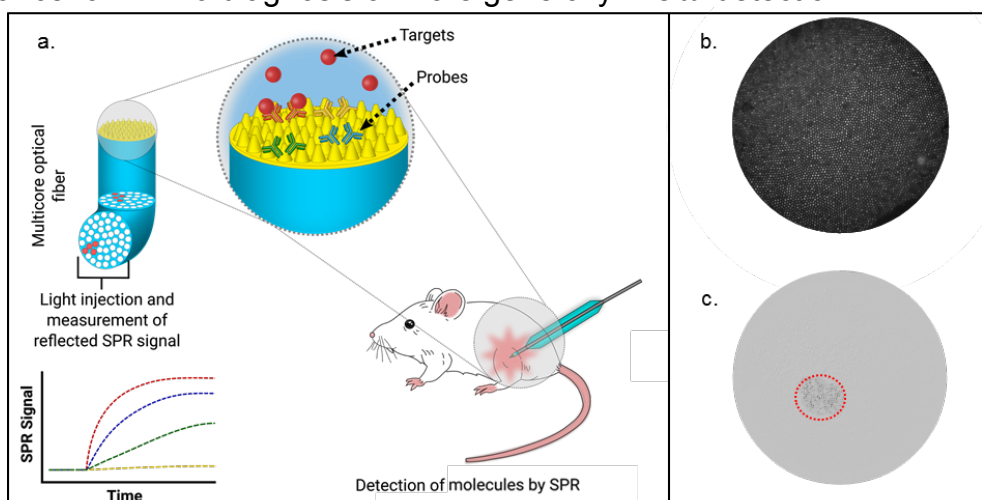 a.
Targets
Probes
Multicore optical
fiber
Light injection and
measurement of
reflected SPR signal
SPR Signal
Time
Detection of molecules by SPR
b.
c.